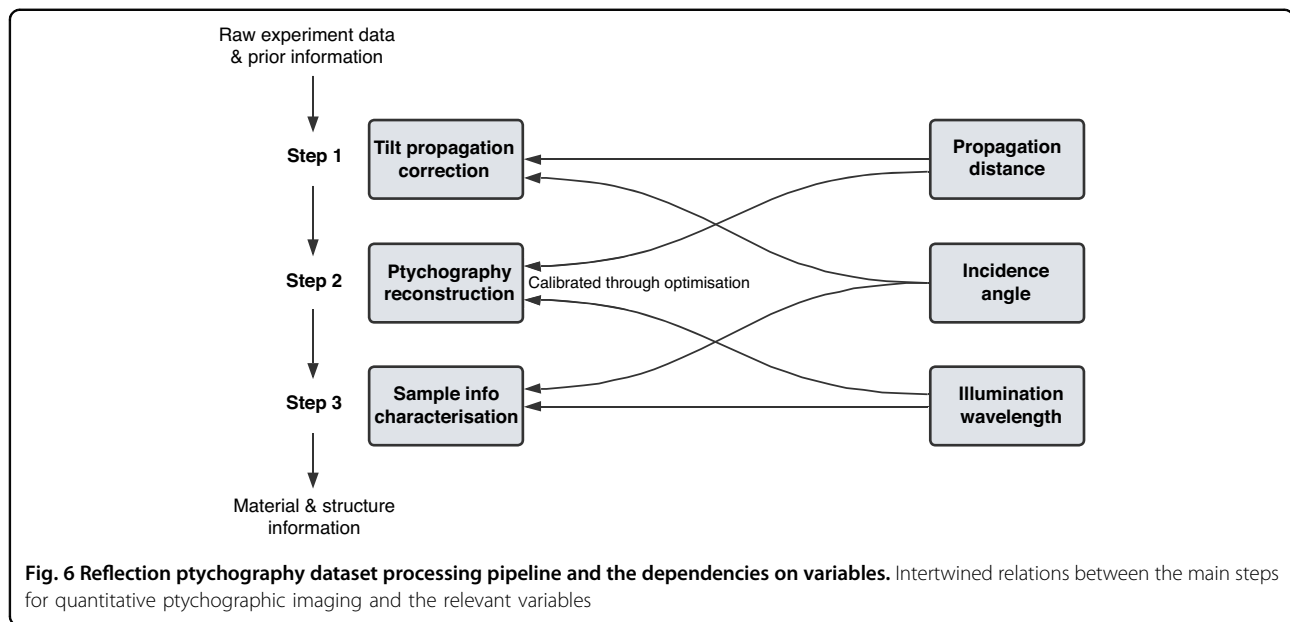 Raw experiment data
& prior information
Step 1
Tilt propagation
correction
Propagation
distance
Step 2
Ptychography
reconstruction
Calibrated through optimisation
Incidence
angle
Step 3
Sample info
characterisation
Illumination
wavelength
Material & structure
information
Fig. 6 Reflection ptychography dataset processing pipeline and the dependencies on variables. Intertwined relations between the main steps
for quantitative ptychographic imaging and the relevant variables